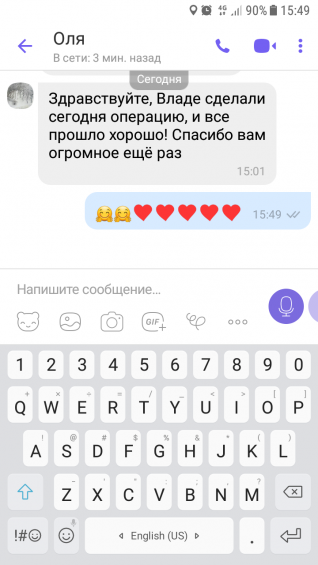 4G 90% 15:49
Оля
В сети: 3 мин. назад
Сегодня
Здравствуйте, Владе сделали
сегодня операцию, и все
прошло хорошо! Спасибо вам
огромное ещё раз
15:01
🤗🤗❤️❤️❤️❤️❤️ 15:49
Напишите сообщение...
GIF
1 2 3 4 5 6 7 8 9 0
Q W E R T Y U I O P
A S D F G H J K L
Z X C V B N M
!#☺ English (US) .